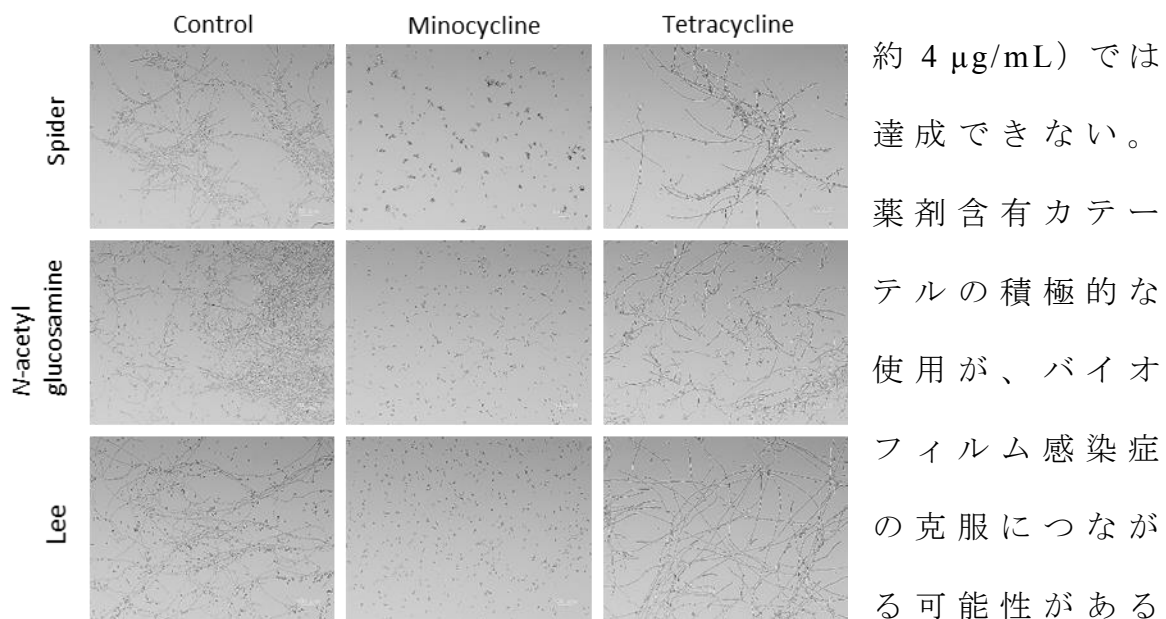 Control
Minocycline
Tetracycline
Spider
N-acetyl
glucosamine
Lee
約 4 μg/mL）では
達成できない。
薬剤含有カテー
テルの積極的な
使用が、バイオ
フィルム感染症
の克服につなが
る可能性がある